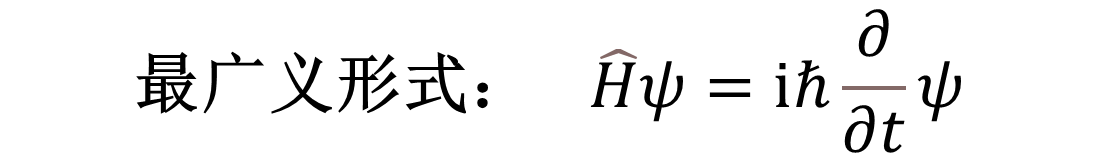 最广义形式： Ĥψ = iℏ ∂/∂t ψ